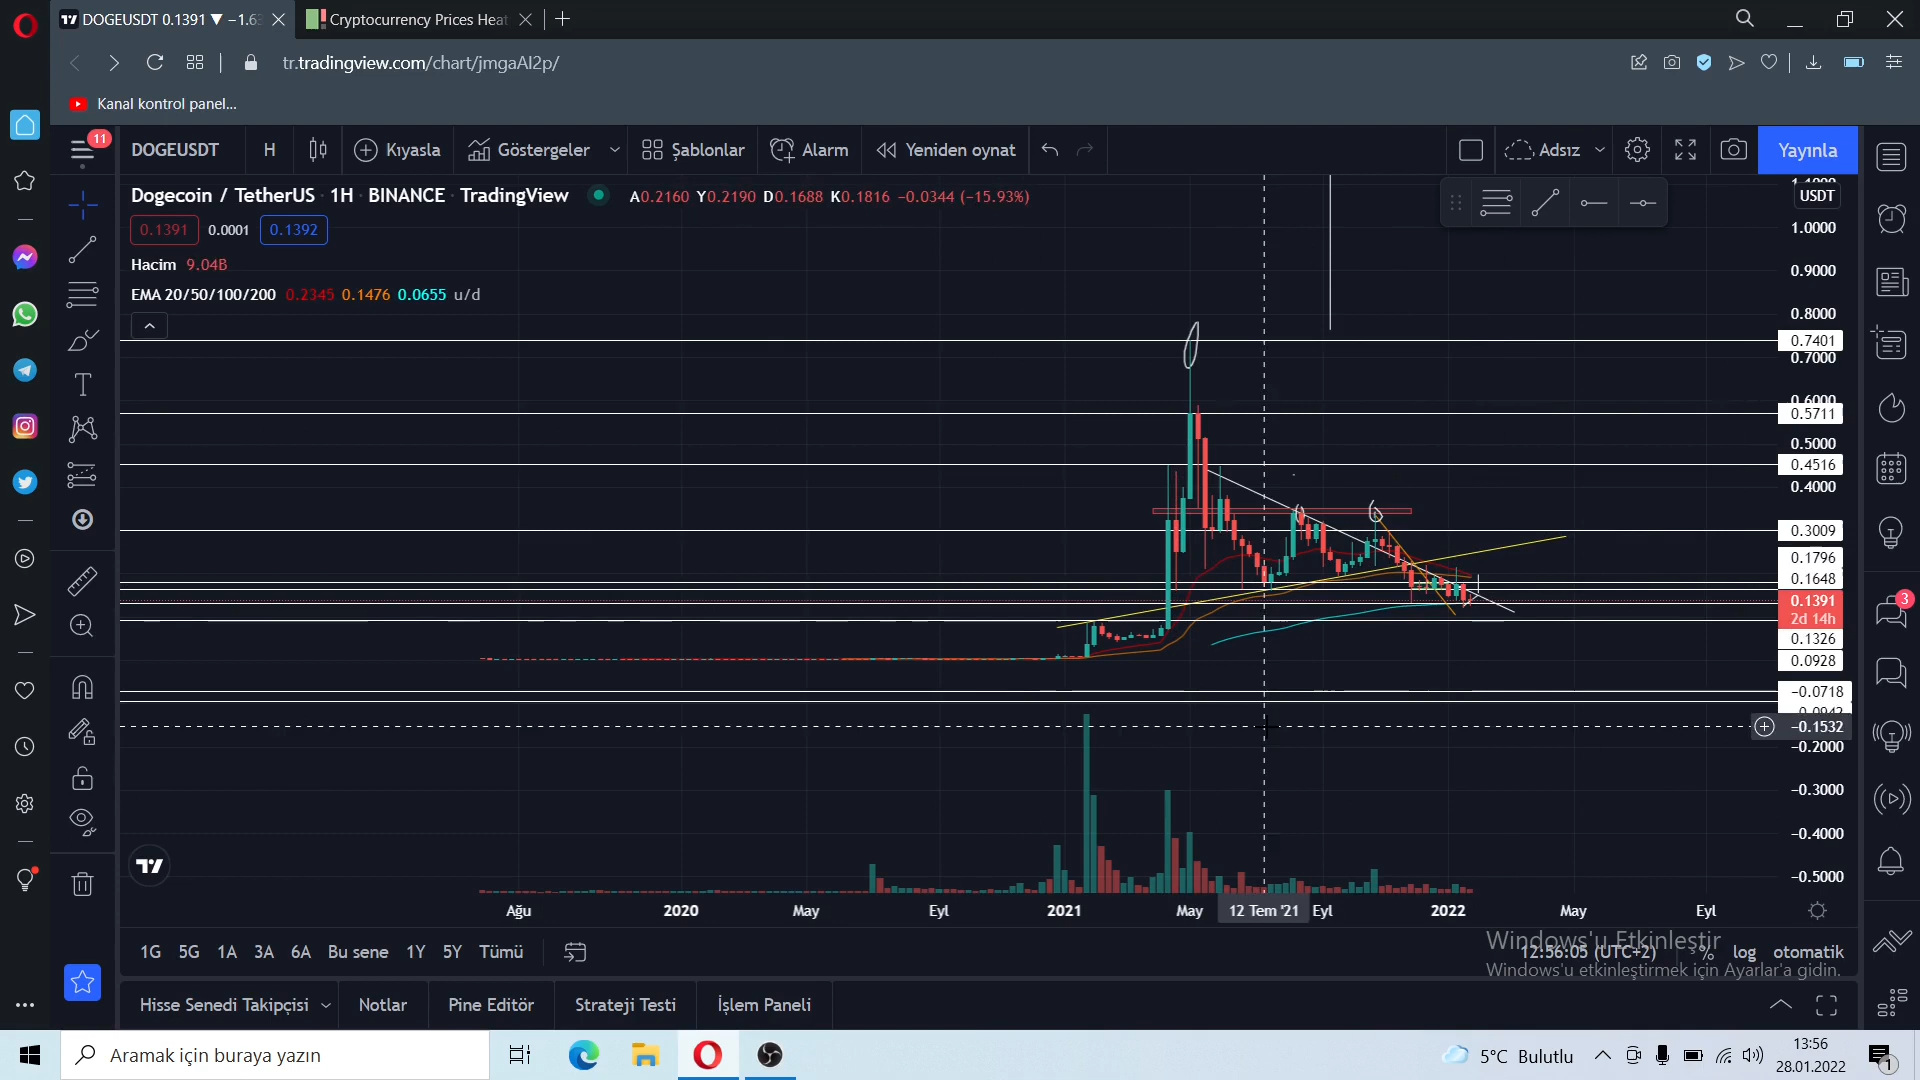 DOGEUSDT 0.1391 ▼ −1.63
Cryptocurrency Prices Heat
tr.tradingview.com/chart/jmgaAI2p/
Kanal kontrol panel...
11
DOGEUSDT H Kıyasla Göstergeler Şablonlar Alarm Yeniden oynat Adsız Yayınla
Dogecoin / TetherUS · 1H · BINANCE · TradingView A0.2160 Y0.2190 D0.1688 K0.1816 −0.0344 (−15.93%)
0.1391 0.0001 0.1392
Hacim 9.04B
EMA 20/50/100/200 0.2345 0.1476 0.0655 u/d
USDT
1.0000
0.9000
0.8000
0.7401
0.7000
0.6000
0.5711
0.5000
0.4516
0.4000
0.3009
0.1796
0.1648
0.1391
2d 14h
0.1326
0.0928
−0.0718
−0.1532
−0.2000
−0.3000
−0.4000
−0.5000
3
Ağu 2020 May Eyl 2021 May 12 Tem '21 Eyl 2022 May Eyl
1G 5G 1A 3A 6A Bu sene 1Y 5Y Tümü
12:56:05 (UTC+2) % log otomatik
Windows'u Etkinleştir
Windows'u etkinleştirmek için Ayarlar'a gidin.
Hisse Senedi Takipçisi Notlar Pine Editör Strateji Testi İşlem Paneli
Aramak için buraya yazın
5°C Bulutlu
13:56
28.01.2022
1